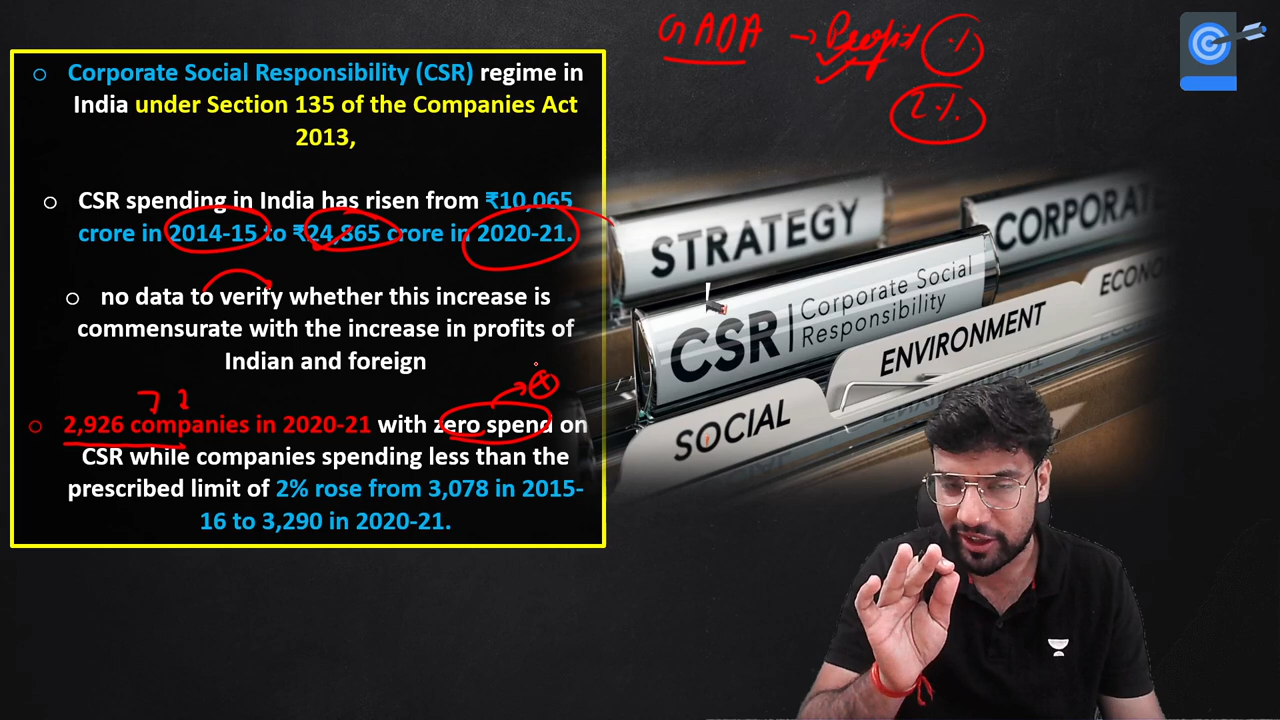 GADA → Profit %
2%
Corporate Social Responsibility (CSR) regime in
India under Section 135 of the Companies Act
2013,
CSR spending in India has risen from ₹10,065
crore in 2014-15 to ₹24,865 crore in 2020-21.
no data to verify whether this increase is
commensurate with the increase in profits of
Indian and foreign
2,926 companies in 2020-21 with zero spend on
CSR while companies spending less than the
prescribed limit of 2% rose from 3,078 in 2015-
16 to 3,290 in 2020-21.
STRATEGY
CORPORAT
CSR | Corporate Social
Responsibility
ENVIRONMENT
ECONO
SOCIAL